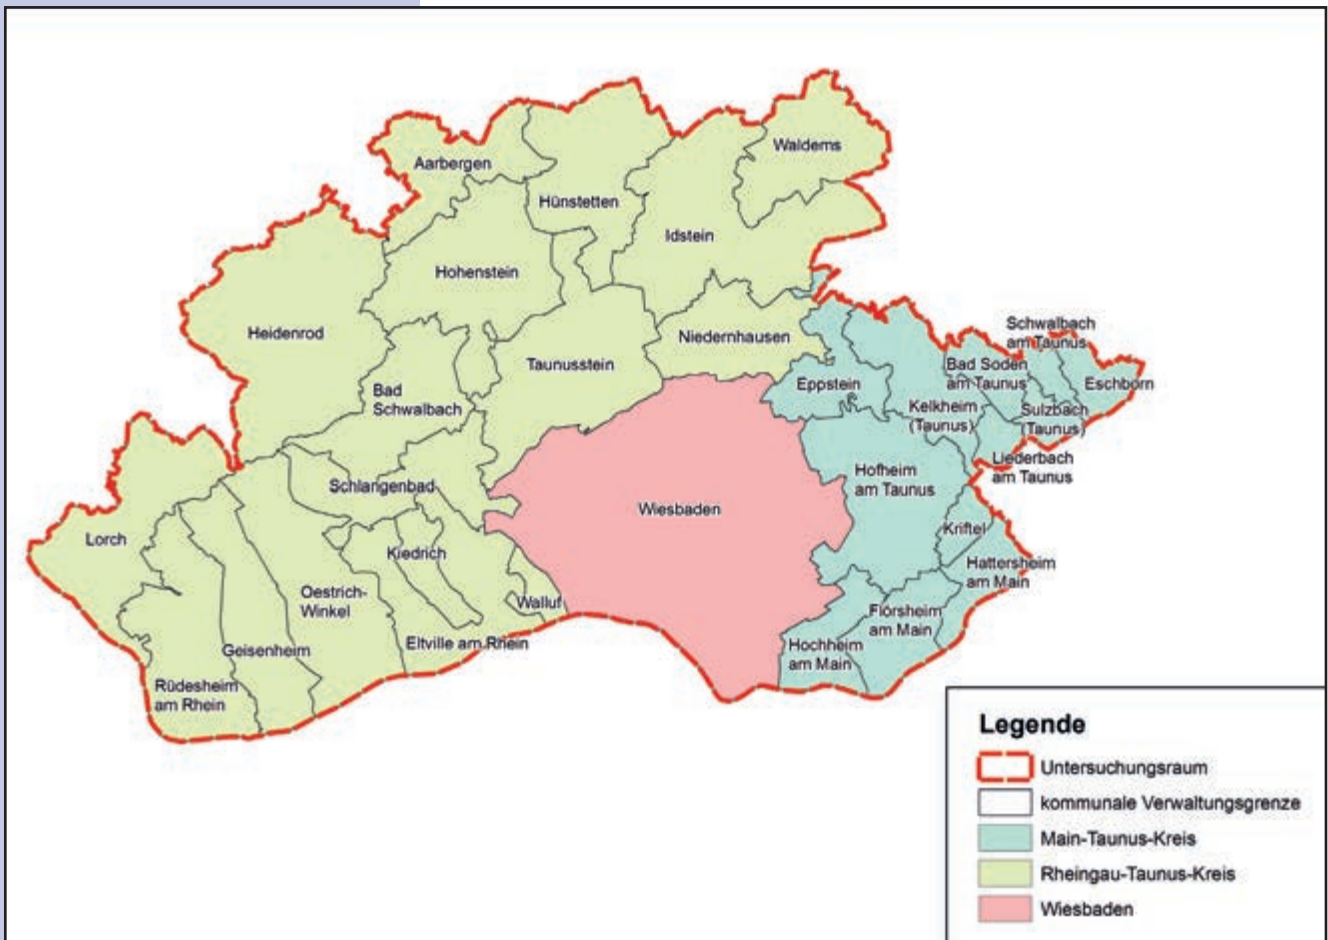 Waldems
Aarbergen
Hünstetten
Idstein
Hohenstein
Schwalbach
am Taunus
Heidenrod
Niedernhausen
Taunusstein
Bad Soden
am Taunus
Eschborn
Eppstein
Bad
Schwalbach
Kelkheim
(Taunus)
Sulzbach
(Taunus)
Hofheim
am Taunus
Liederbach
am Taunus
Schlangenbad
Wiesbaden
Kriftel
Lorch
Kiedrich
Hattersheim
am Main
Oestrich-
Winkel
Walluf
Flörsheim
am Main
Eltville am Rhein
Geisenheim
Hochheim
am Main
Rüdesheim
am Rhein
Legende
Untersuchungsraum
kommunale Verwaltungsgrenze
Main-Taunus-Kreis
Rheingau-Taunus-Kreis
Wiesbaden